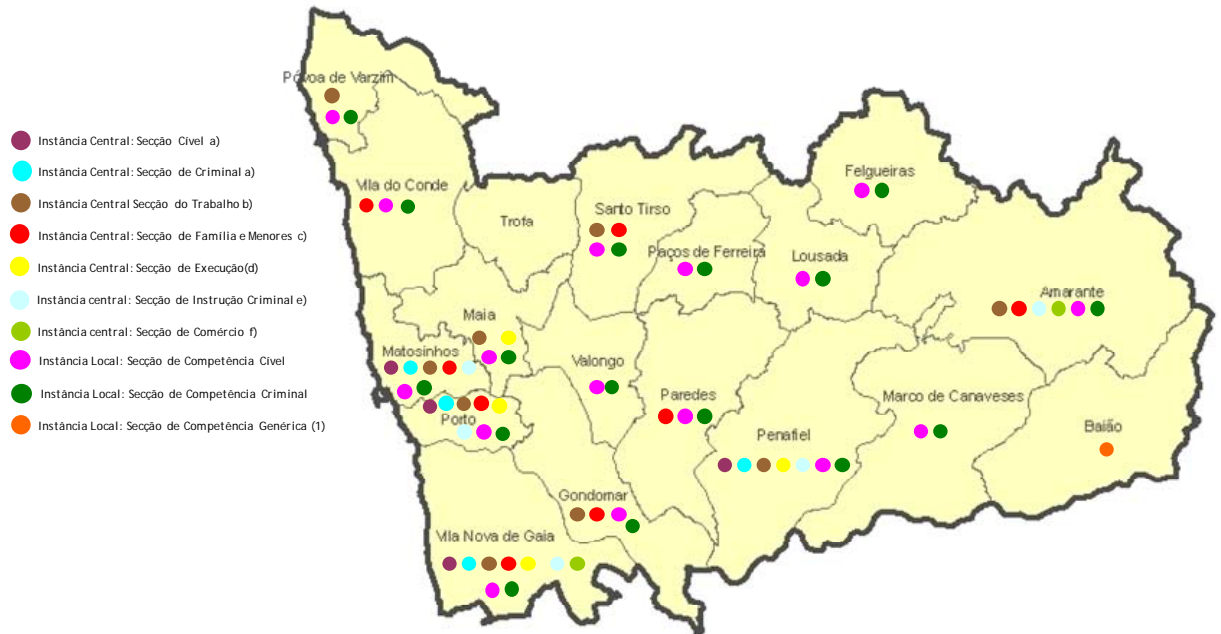 Póvoa de Varzim
Instância Central: Secção Cível a)
Instância Central: Secção de Criminal a)
Instância Central Secção do Trabalho b)
Instância Central: Secção de Família e Menores c)
Instância Central: Secção de Execução(d)
Instância central: Secção de Instrução Criminal e)
Instância central: Secção de Comércio f)
Instância Local: Secção de Competência Cível
Instância Local: Secção de Competência Criminal
Instância Local: Secção de Competência Genérica (1)
Vila do Conde
Trofa
Santo Tirso
Felgueiras
Paços de Ferreira
Lousada
Amarante
Maia
Matosinhos
Valongo
Porto
Paredes
Marco de Canaveses
Penafiel
Baião
Gondomar
Vila Nova de Gaia